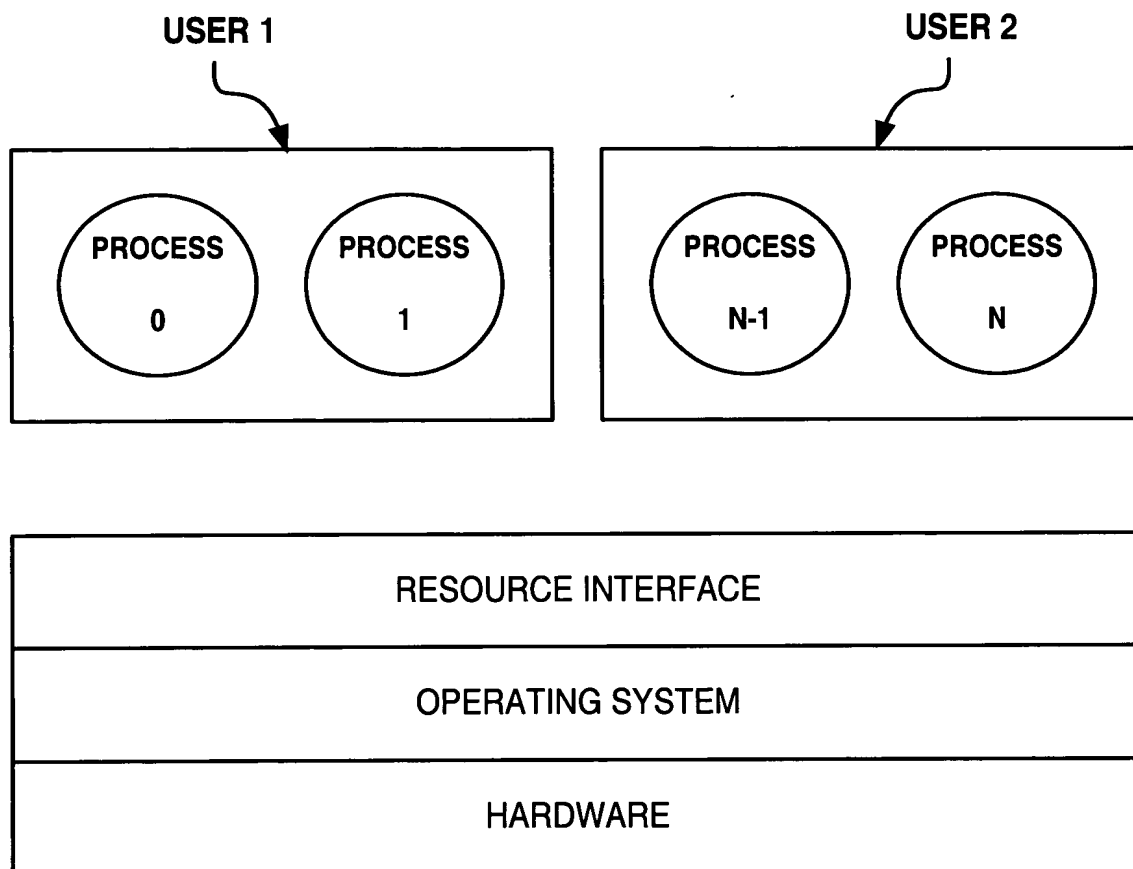 USER 1
USER 2
PROCESS
0
PROCESS
1
PROCESS
N-1
PROCESS
N
RESOURCE INTERFACE
OPERATING SYSTEM
HARDWARE